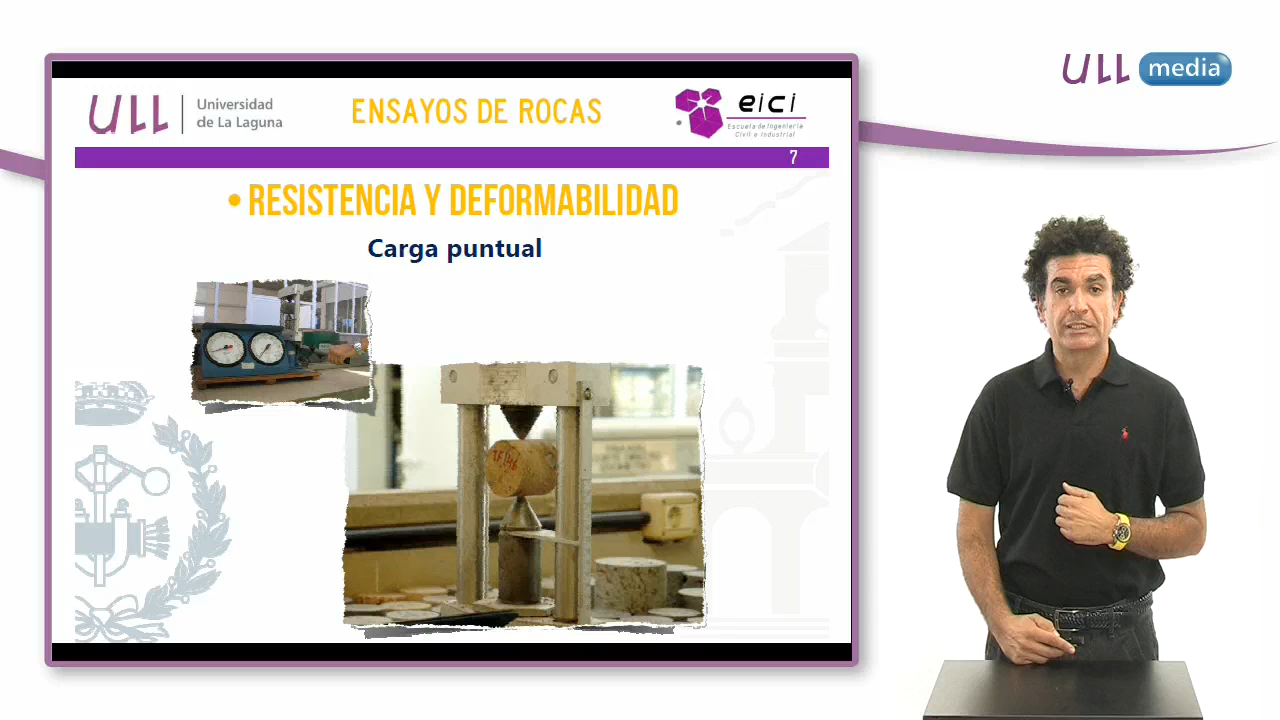 ULL
Universidad
de La Laguna
ENSAYOS DE ROCAS
eici
Escuela de Ingeniería
Civil e Industrial
7
• RESISTENCIA Y DEFORMABILIDAD
Carga puntual
ULL media